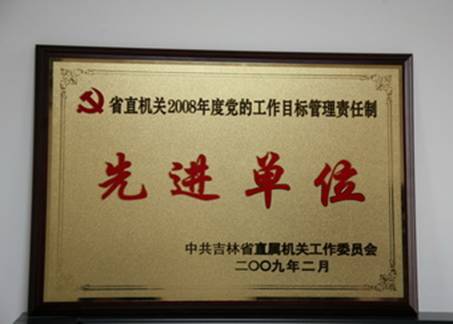 省直机关2008年度党的工作目标管理责任制
先进单位
中共吉林省直属机关工作委员会
二〇〇九年二月